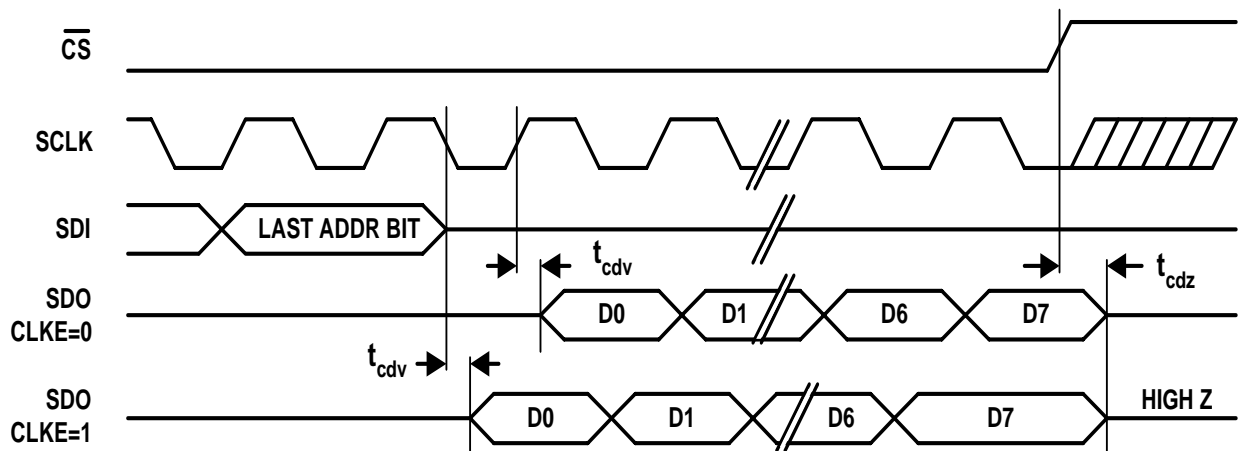 CS
SCLK
SDI
LAST ADDR BIT
t_cdv
t_cdz
SDO
CLKE=0
D0 D1 D6 D7
t_cdv
SDO
CLKE=1
D0 D1 D6 D7
HIGH Z